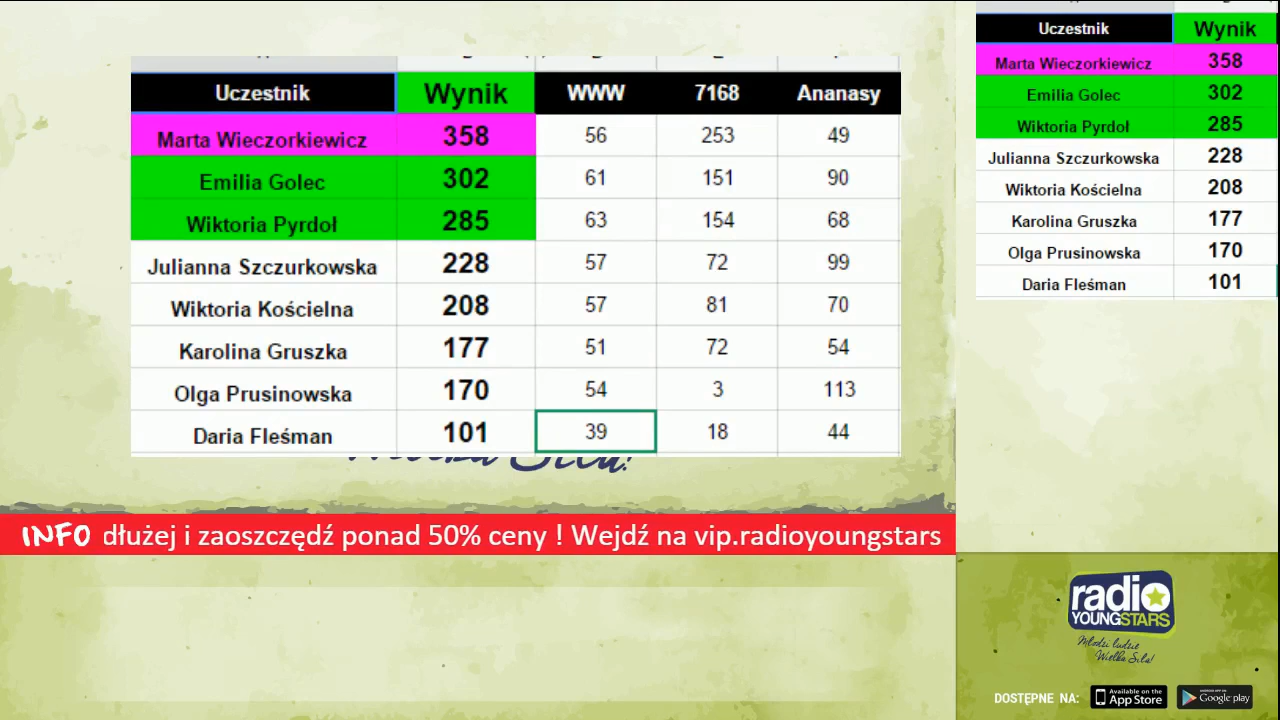 Uczestnik Wynik WWW 7168 Ananasy
Marta Wieczorkiewicz 358 56 253 49
Emilia Golec 302 61 151 90
Wiktoria Pyrdoł 285 63 154 68
Julianna Szczurkowska 228 57 72 99
Wiktoria Kościelna 208 57 81 70
Karolina Gruszka 177 51 72 54
Olga Prusinowska 170 54 3 113
Daria Fleśman 101 39 18 44
Wielka Siła!
INFO dłużej i zaoszczędź ponad 50% ceny ! Wejdź na vip.radioyoungstars
Uczestnik Wynik
Marta Wieczorkiewicz 358
Emilia Golec 302
Wiktoria Pyrdoł 285
Julianna Szczurkowska 228
Wiktoria Kościelna 208
Karolina Gruszka 177
Olga Prusinowska 170
Daria Fleśman 101
radio
YOUNGSTARS
Młodzi ludzie
Wielka Siła!
DOSTĘPNE NA:
Available on the
App Store
Google play